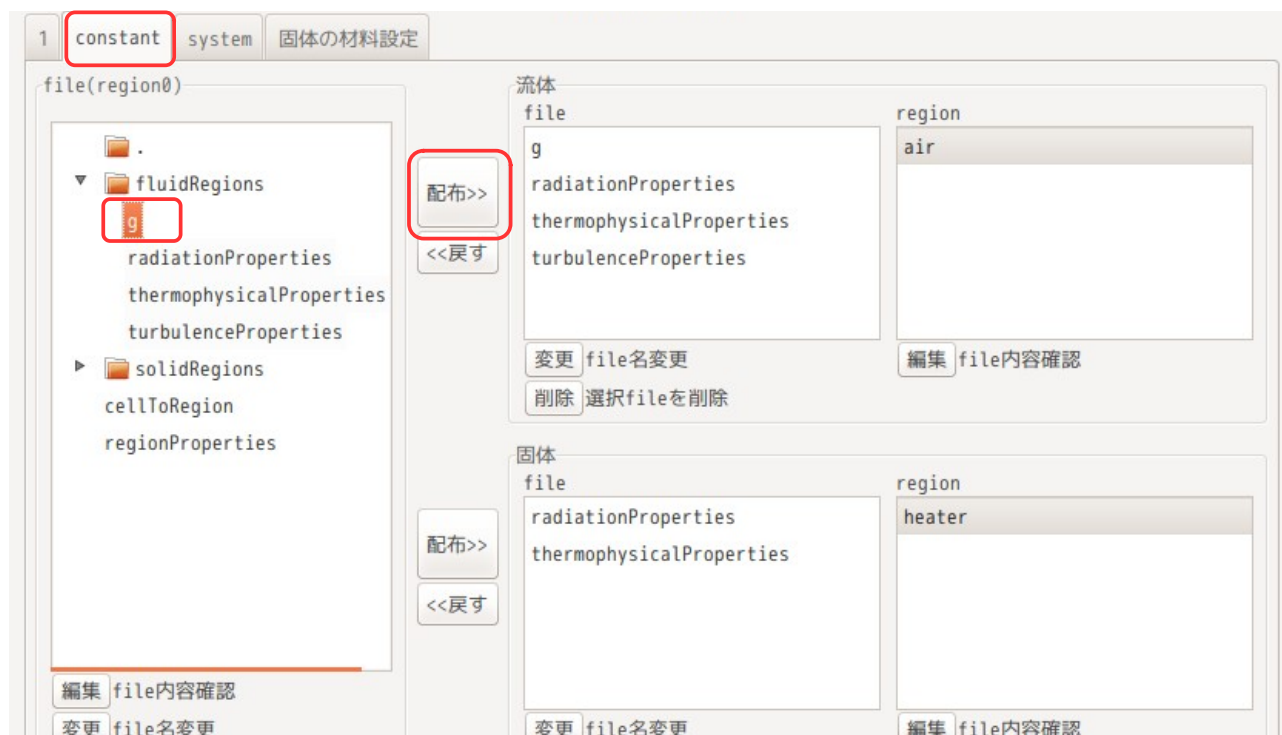 1 constant system 固体の材料設定
file(region0)
.
fluidRegions
g
radiationProperties
thermophysicalProperties
turbulenceProperties
solidRegions
cellToRegion
regionProperties
編集 file内容確認
変更 file名変更
配布>>
<<戻す
流体
file
g
radiationProperties
thermophysicalProperties
turbulenceProperties
変更 file名変更
削除 選択fileを削除
region
air
編集 file内容確認
配布>>
<<戻す
固体
file
radiationProperties
thermophysicalProperties
変更 file名変更
region
heater
編集 file内容確認